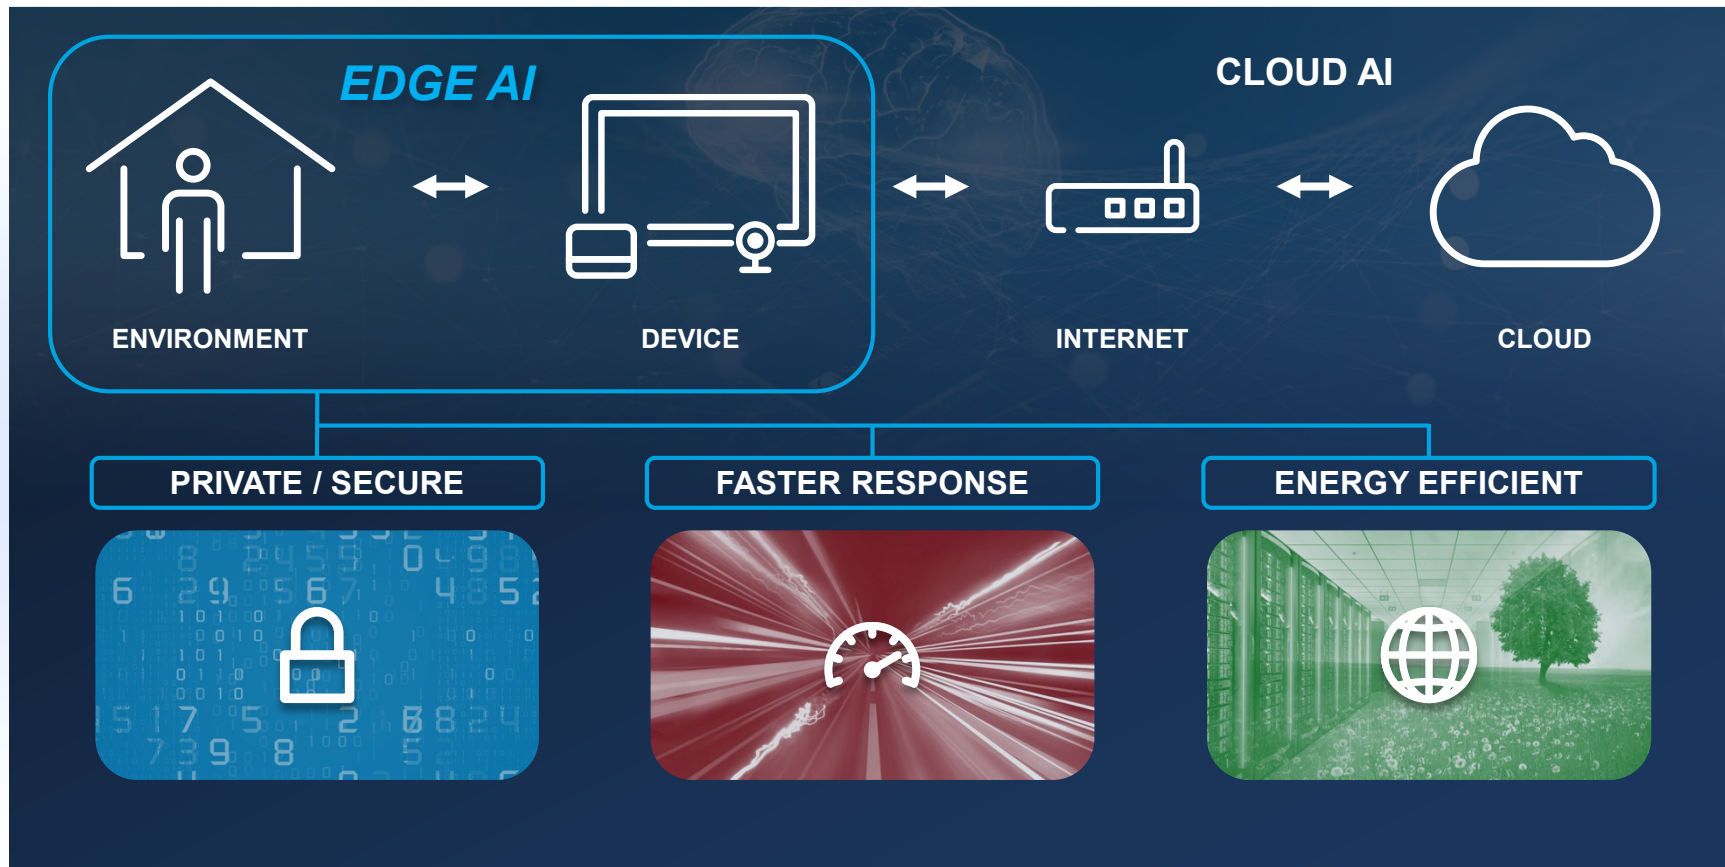 EDGE AI
CLOUD AI
ENVIRONMENT
DEVICE
INTERNET
CLOUD
PRIVATE / SECURE
FASTER RESPONSE
ENERGY EFFICIENT